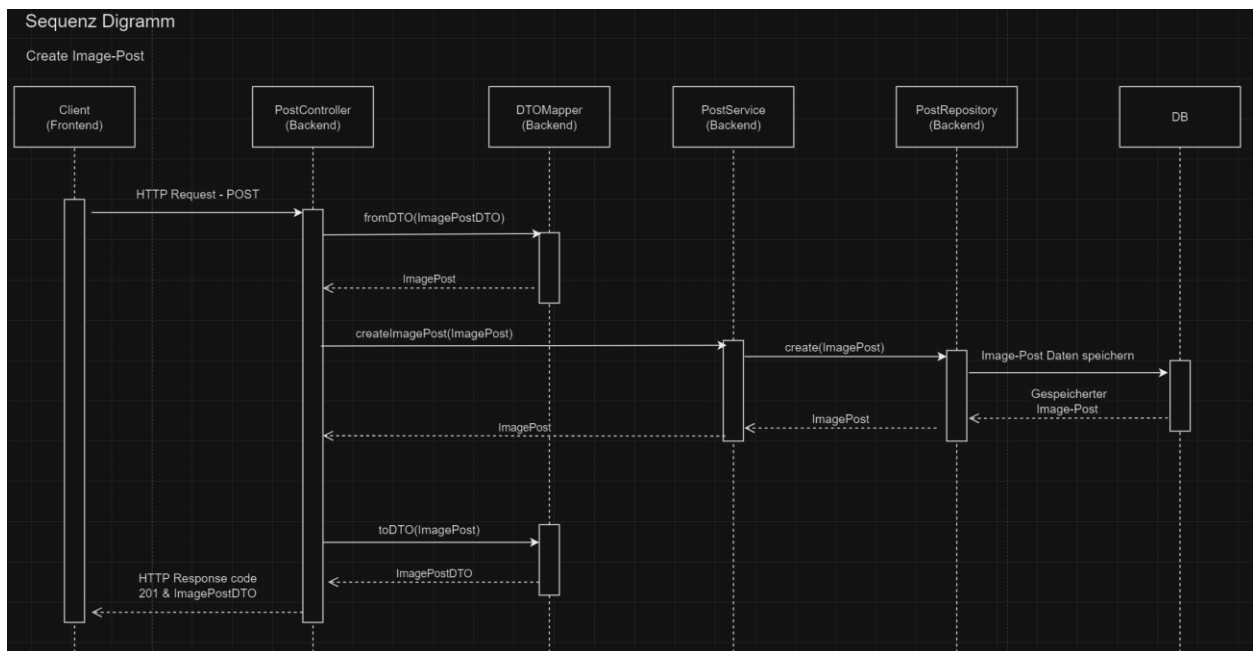 Sequenz Digramm
Create Image-Post
Client
(Frontend)
PostController
(Backend)
DTOMapper
(Backend)
PostService
(Backend)
PostRepository
(Backend)
DB
HTTP Request - POST
fromDTO(ImagePostDTO)
ImagePost
createImagePost(ImagePost)
create(ImagePost)
Image-Post Daten speichern
Gespeicherter
Image-Post
ImagePost
ImagePost
toDTO(ImagePost)
ImagePostDTO
HTTP Response code
201 & ImagePostDTO